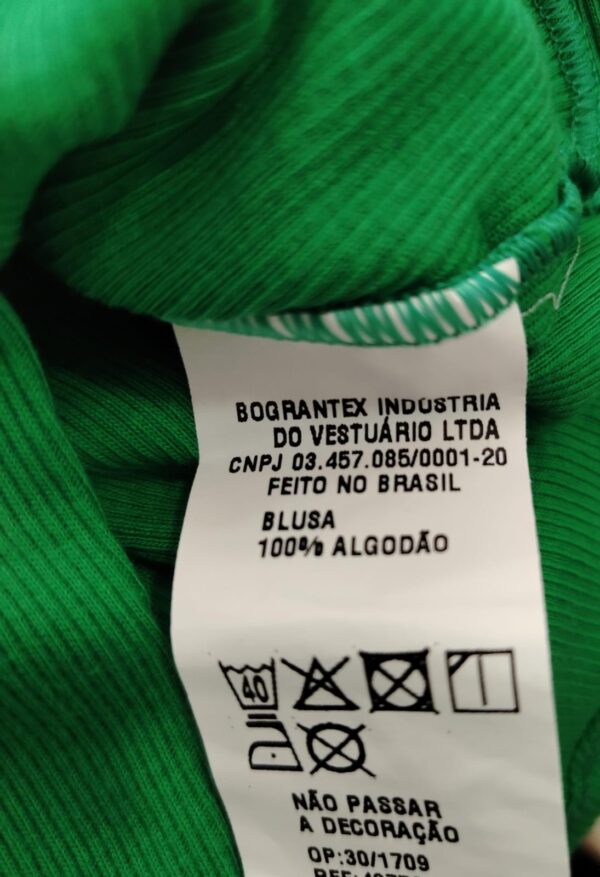 BOGRANTEX INDÚSTRIA
DO VESTUÁRIO LTDA
CNPJ 03.457.085/0001-20
FEITO NO BRASIL
BLUSA
100% ALGODÃO
40
NÃO PASSAR
A DECORAÇÃO
OP:30/1709